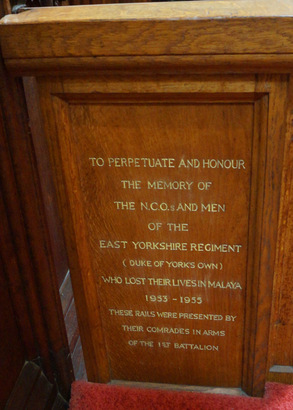 TO PERPETUATE AND HONOUR
THE MEMORY OF
THE N.C.O.s AND MEN
OF THE
EAST YORKSHIRE REGIMENT
(DUKE OF YORK'S OWN)
WHO LOST THEIR LIVES IN MALAYA
1953 - 1955
THESE RAILS WERE PRESENTED BY
THEIR COMRADES IN ARMS
OF THE 1ST BATTALION